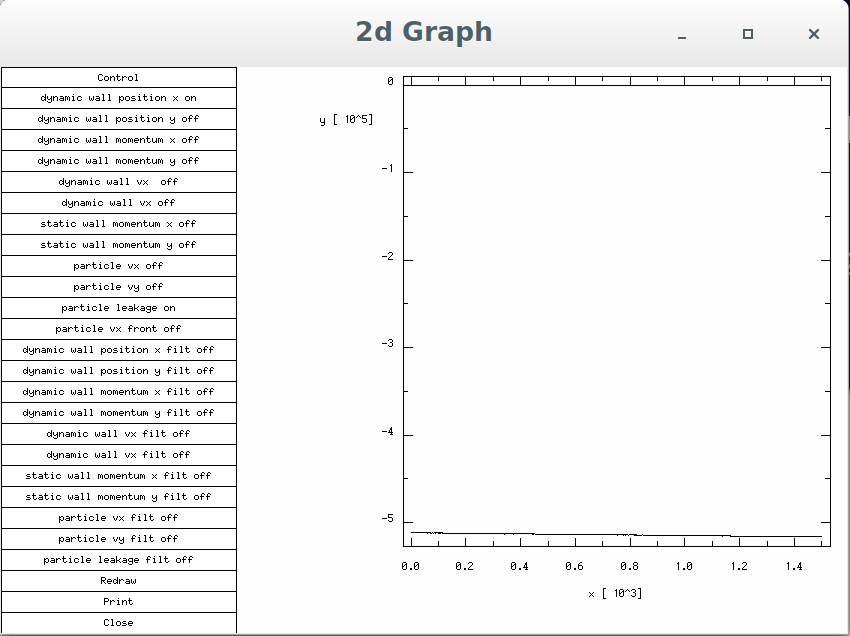 2d Graph
Control
dynamic wall position x on
dynamic wall position y off
dynamic wall momentum x off
dynamic wall momentum y off
dynamic wall vx  off
dynamic wall vx off
static wall momentum x off
static wall momentum y off
particle vx off
particle vy off
particle leakage on
particle vx front off
dynamic wall position x filt off
dynamic wall position y filt off
dynamic wall momentum x filt off
dynamic wall momentum y filt off
dynamic wall vx filt off
dynamic wall vx filt off
static wall momentum x filt off
static wall momentum y filt off
particle vx filt off
particle vy filt off
particle leakage filt off
Redraw
Print
Close
0
y [ 10^5]
-1
-2
-3
-4
-5
0.0 0.2 0.4 0.6 0.8 1.0 1.2 1.4
x [ 10^3]